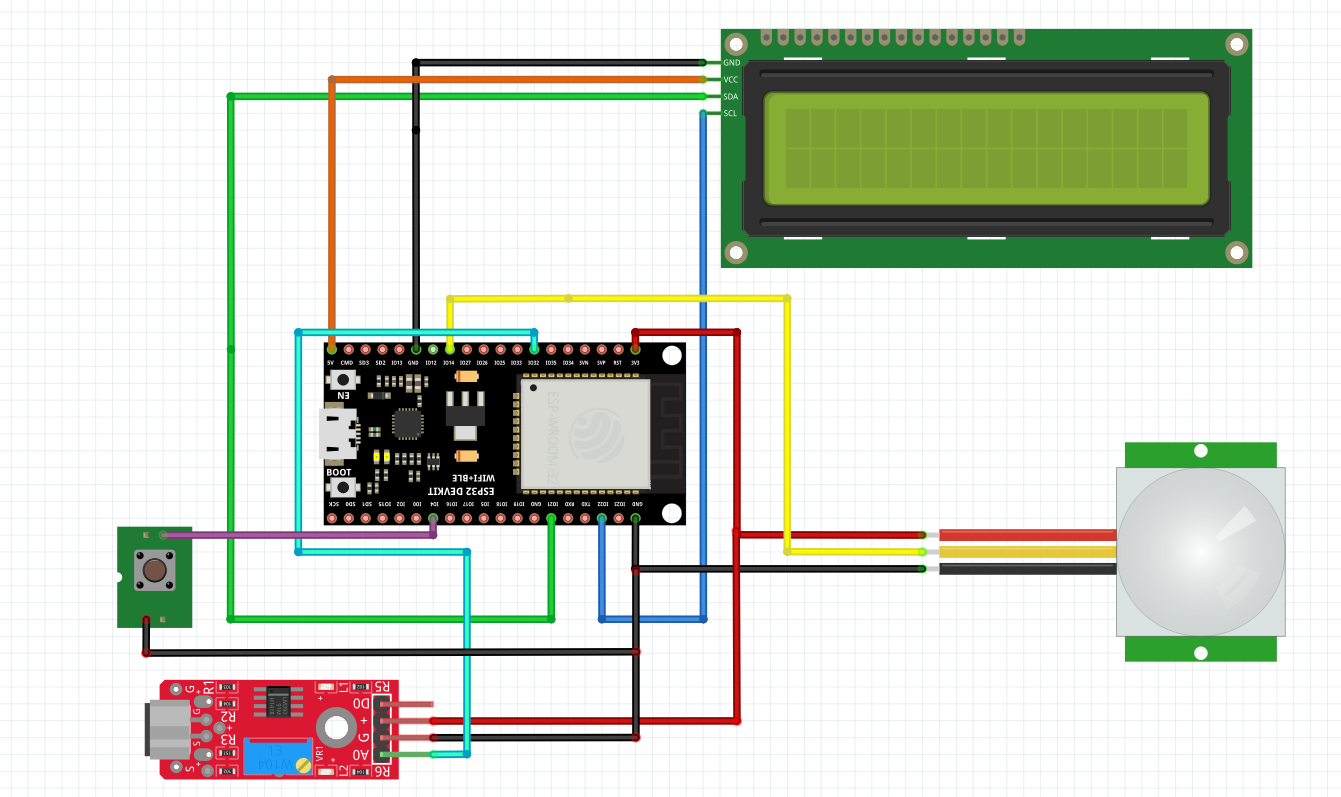 GND
VCC
SDA
SCL
5V CMD SD3 SD2 IO13 GND IO12 IO14 IO27 IO26 IO25 IO33 IO32 IO35 IO34 SVN SVP RST 3V3
EN
ESP-WROOM-32
BOOT
WIFI+BLE
ESP32 DEVKIT
SCK SD0 SD1 IO15 IO2 IO0 IO4 IO16 IO17 IO5 IO18 IO19 GND IO21 RXD TXD IO22 IO23 GND
G
R1
L1
R5
D0
R2
+
G
R3
VR1
A0
W104
S
L2
R6